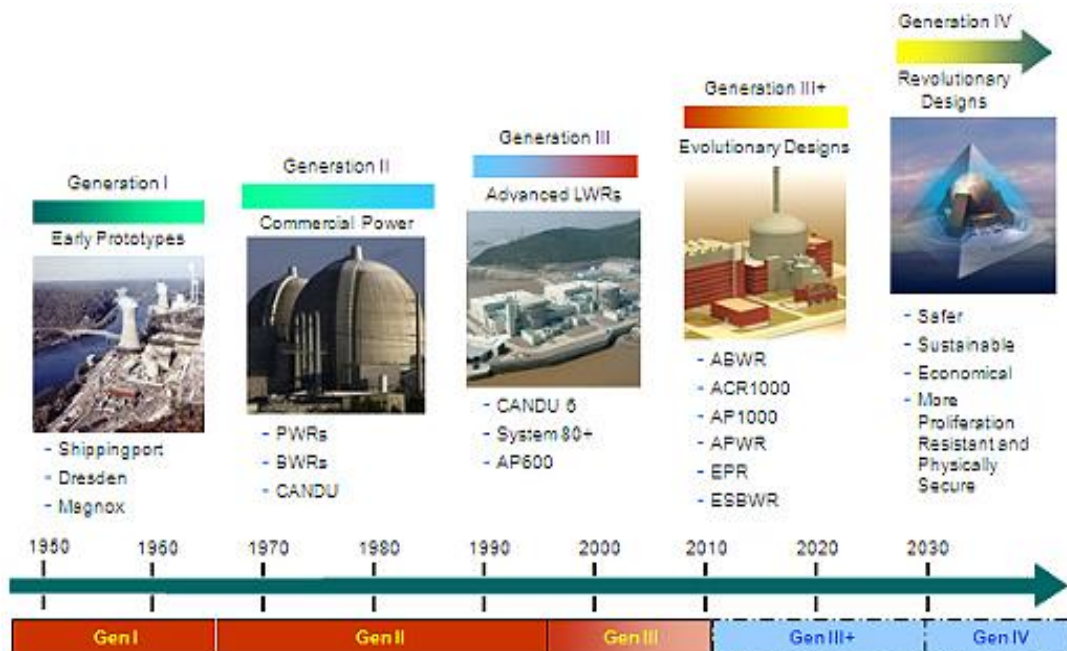 Generation I
Early Prototypes
- Shippingport
- Dresden
- Magnox
Generation II
Commercial Power
- PWRs
- BWRs
- CANDU
Generation III
Advanced LWRs
- CANDU 6
- System 80+
- AP600
Generation III+
Evolutionary Designs
- ABWR
- ACR1000
- AP1000
- APWR
- EPR
- ESBWR
Generation IV
Revolutionary
Designs
- Safer
- Sustainable
- Economical
- More
Proliferation
Resistant and
Physically
Secure
1950 1960 1970 1980 1990 2000 2010 2020 2030
Gen I Gen II Gen III Gen III+ Gen IV